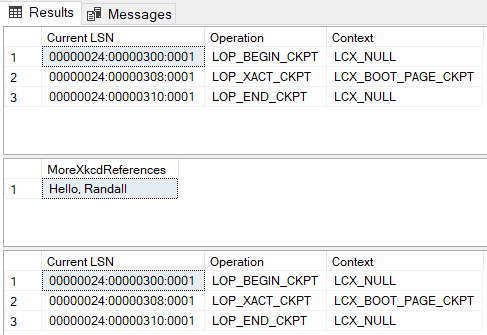 Results Messages
Current LSN Operation Context
1 00000024:00000300:0001 LOP_BEGIN_CKPT LCX_NULL
2 00000024:00000308:0001 LOP_XACT_CKPT LCX_BOOT_PAGE_CKPT
3 00000024:00000310:0001 LOP_END_CKPT LCX_NULL
MoreXkcdReferences
1 Hello, Randall
Current LSN Operation Context
1 00000024:00000300:0001 LOP_BEGIN_CKPT LCX_NULL
2 00000024:00000308:0001 LOP_XACT_CKPT LCX_BOOT_PAGE_CKPT
3 00000024:00000310:0001 LOP_END_CKPT LCX_NULL